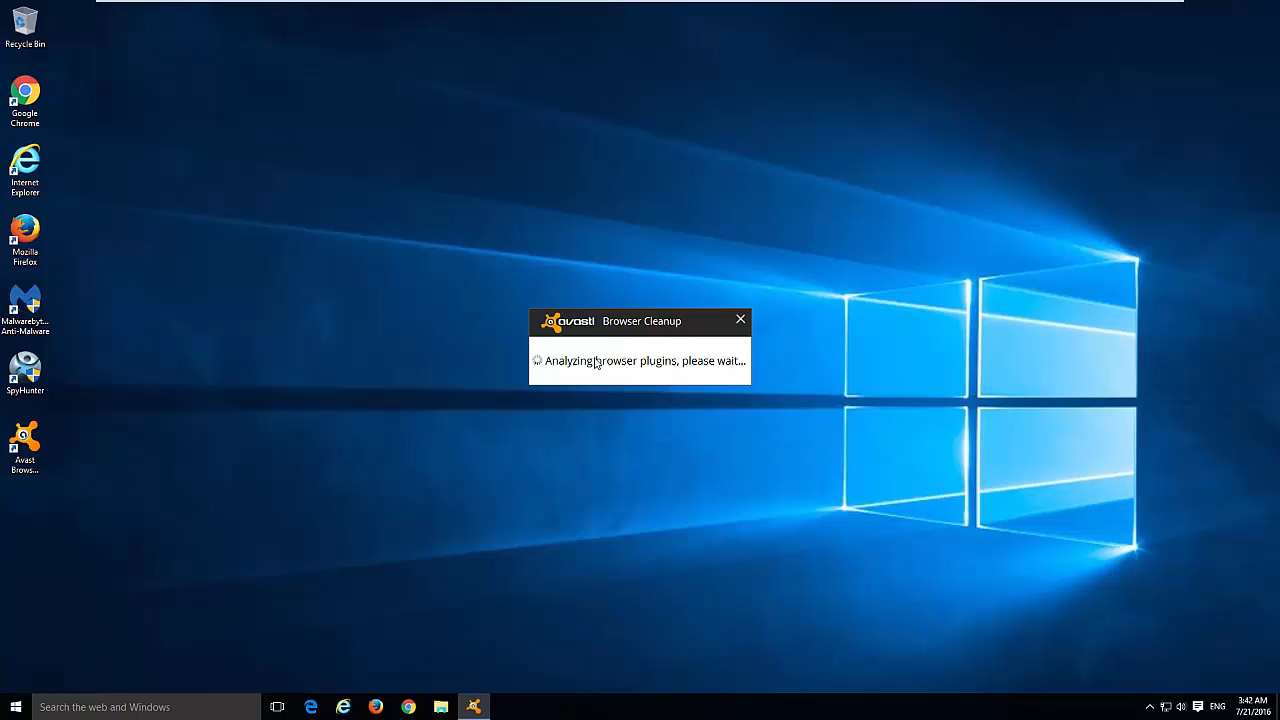 Recycle Bin
Google
Chrome
Internet
Explorer
Mozilla
Firefox
Malwarebyt...
Anti-Malware
SpyHunter
Avast
Brows...
avast! Browser Cleanup
Analyzing browser plugins, please wait...
Search the web and Windows
ENG
3:42 AM
7/21/2016